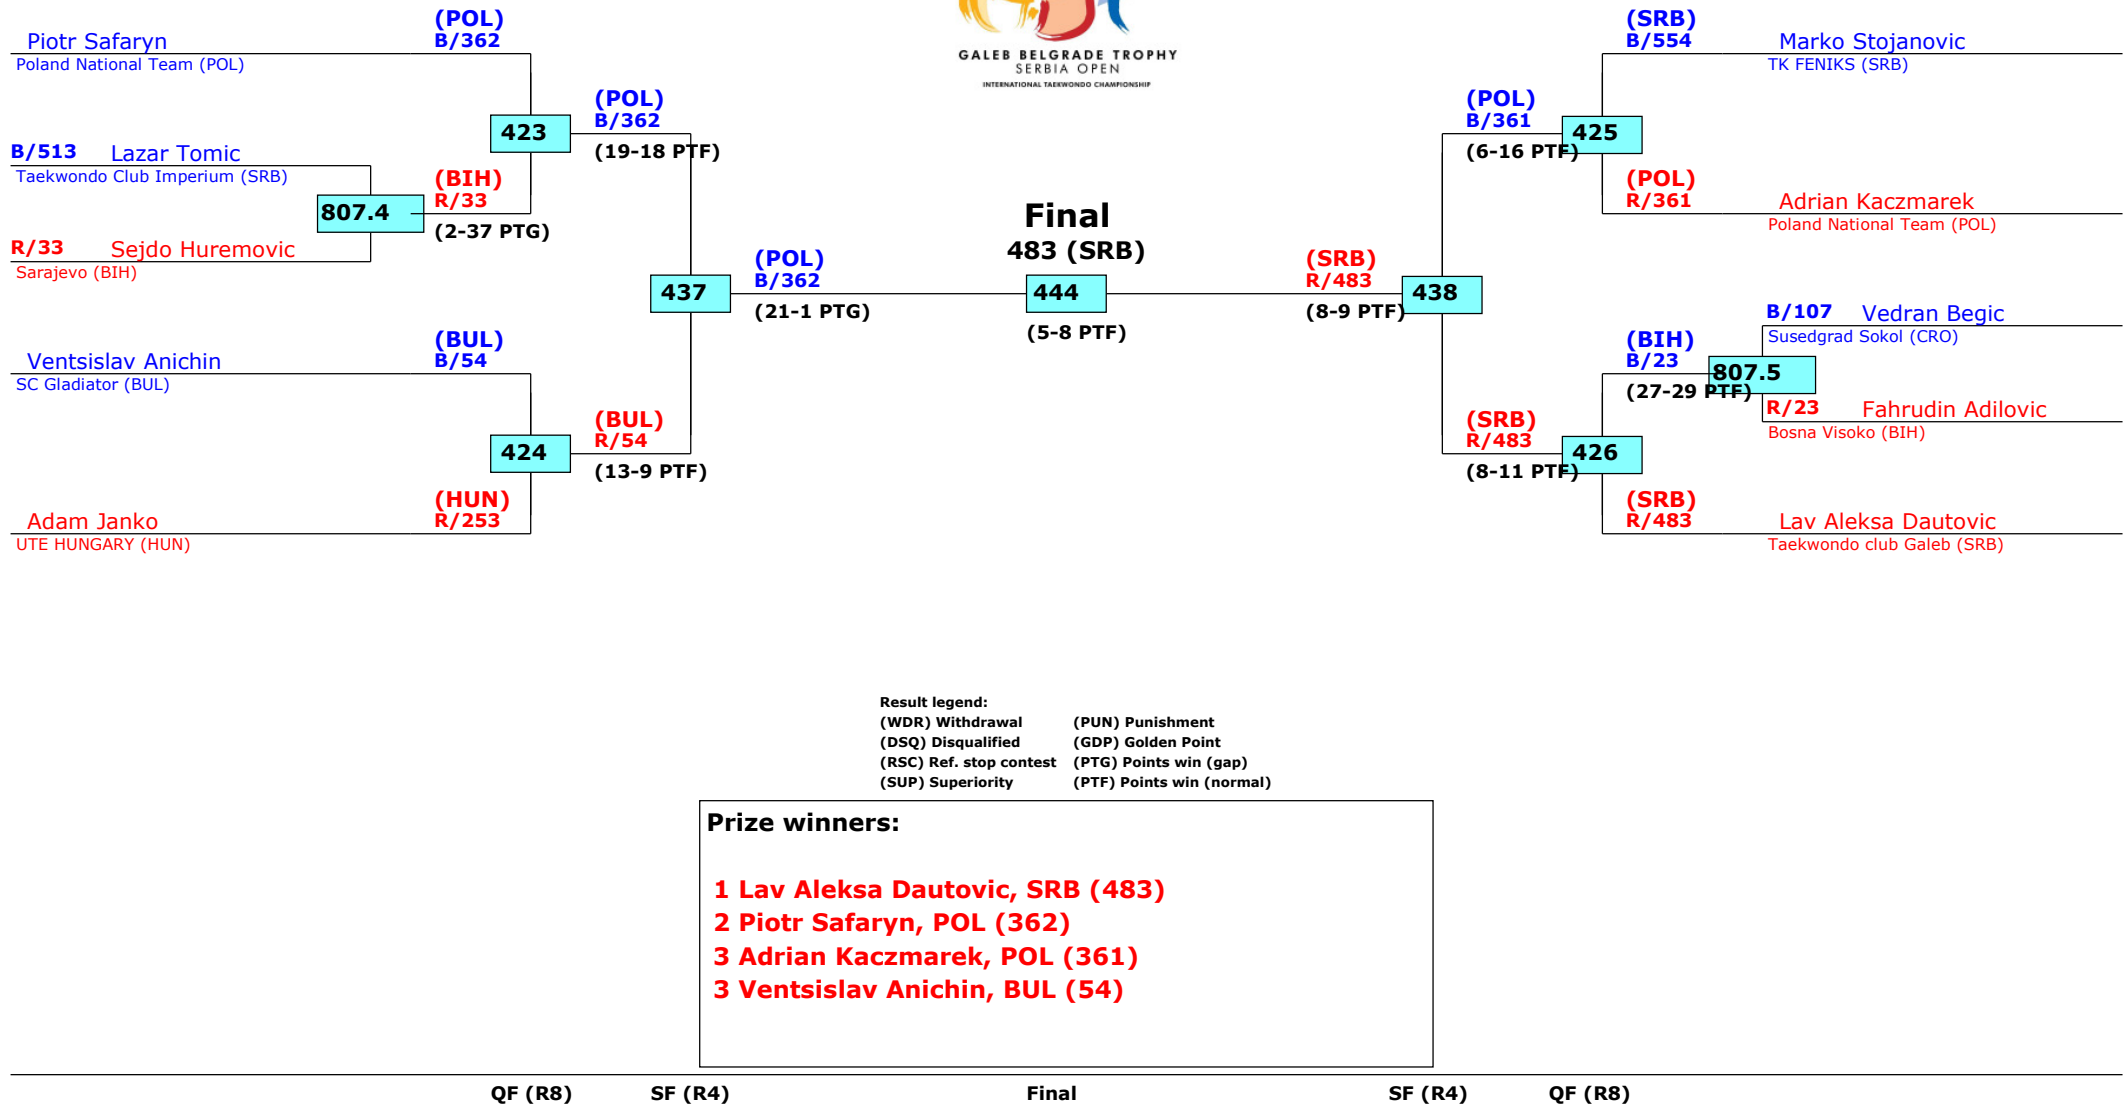 GALEB BELGRADE TROPHY
SERBIA OPEN
INTERNATIONAL TAEKWONDO CHAMPIONSHIP
Piotr Safaryn
Poland National Team (POL)
(POL)
B/362
B/513 Lazar Tomic
Taekwondo Club Imperium (SRB)
807.4
R/33 Sejdo Huremovic
Sarajevo (BIH)
(BIH)
R/33
(2-37 PTG)
423
(POL)
B/362
(19-18 PTF)
Ventsislav Anichin
SC Gladiator (BUL)
(BUL)
B/54
424
Adam Janko
UTE HUNGARY (HUN)
(HUN)
R/253
(BUL)
R/54
(13-9 PTF)
437
(POL)
B/362
(21-1 PTG)
Final
483 (SRB)
444
(5-8 PTF)
(SRB)
R/483
(8-9 PTF)
438
(POL)
B/361
(6-16 PTF)
425
(SRB)
B/554
Marko Stojanovic
TK FENIKS (SRB)
(POL)
R/361
Adrian Kaczmarek
Poland National Team (POL)
B/107 Vedran Begic
Susedgrad Sokol (CRO)
(BIH)
B/23
(27-29 PTF)
807.5
R/23 Fahrudin Adilovic
Bosna Visoko (BIH)
(SRB)
R/483
(8-11 PTF)
426
(SRB)
R/483
Lav Aleksa Dautovic
Taekwondo club Galeb (SRB)
Result legend:
(WDR) Withdrawal (PUN) Punishment
(DSQ) Disqualified (GDP) Golden Point
(RSC) Ref. stop contest (PTG) Points win (gap)
(SUP) Superiority (PTF) Points win (normal)
Prize winners:
1 Lav Aleksa Dautovic, SRB (483)
2 Piotr Safaryn, POL (362)
3 Adrian Kaczmarek, POL (361)
3 Ventsislav Anichin, BUL (54)
QF (R8) SF (R4) Final SF (R4) QF (R8)